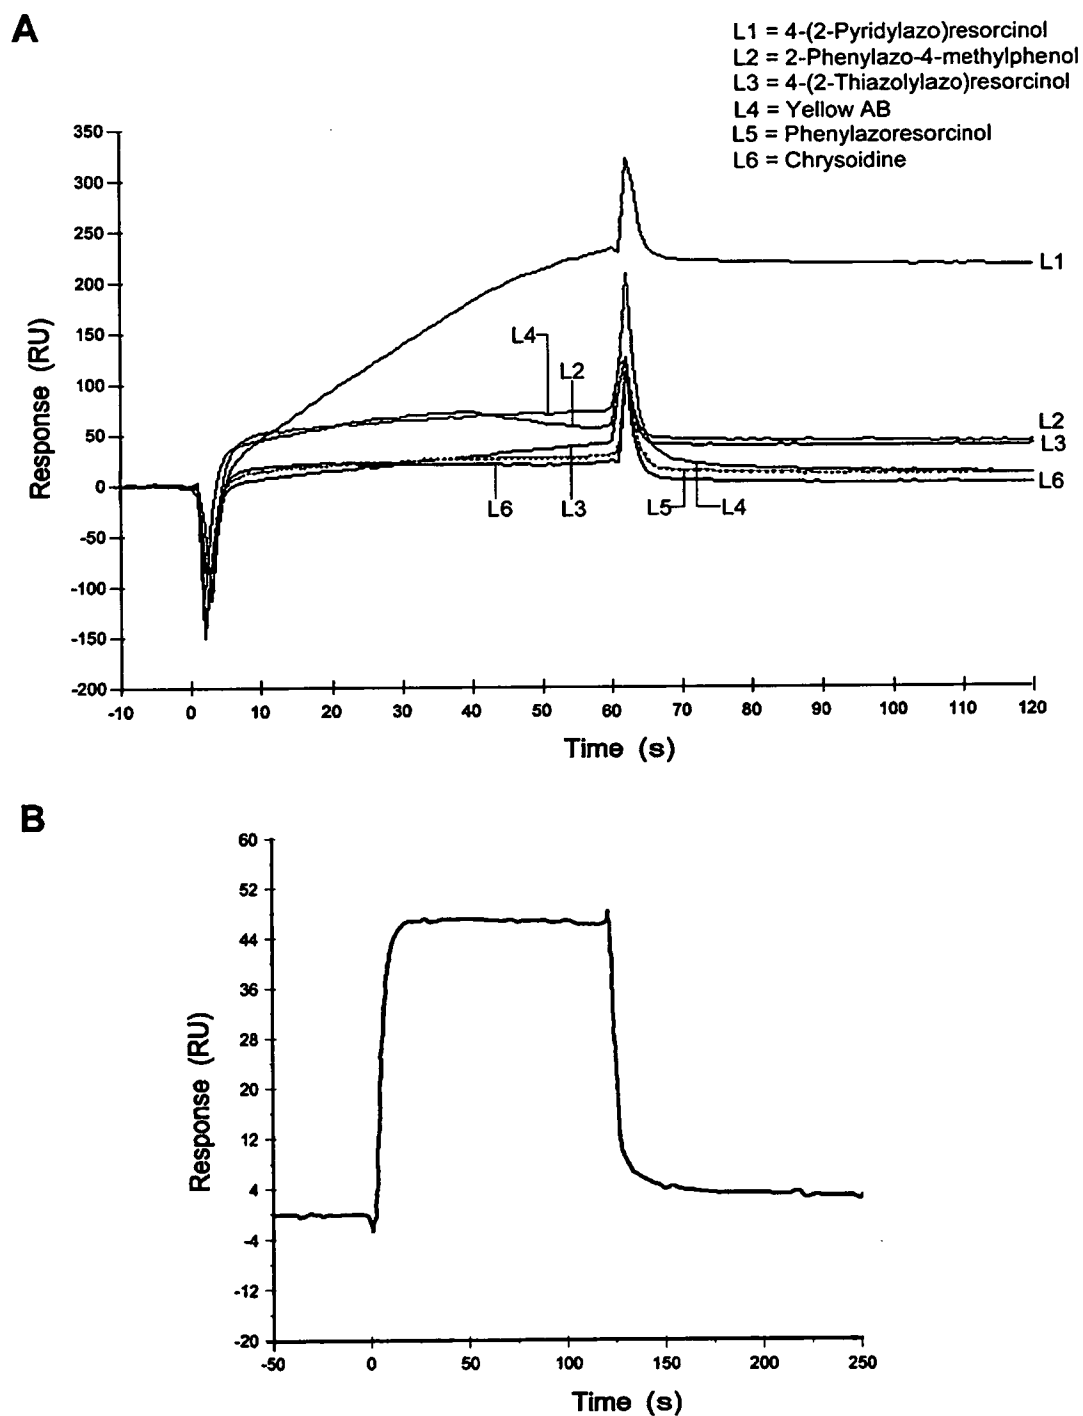 A
L1 = 4-(2-Pyridylazo)resorcinol
L2 = 2-Phenylazo-4-methylphenol
L3 = 4-(2-Thiazolylazo)resorcinol
L4 = Yellow AB
L5 = Phenylazoresorcinol
L6 = Chrysoidine
350
300
250
200
150
100
50
0
-50
-100
-150
-200
Response (RU)
L1
L4
L2
L2
L3
L6
L6
L3
L5
L4
-10 0 10 20 30 40 50 60 70 80 90 100 110 120
Time (s)
B
60
52
44
36
28
20
12
4
-4
-12
-20
Response (RU)
-50 0 50 100 150 200 250
Time (s)